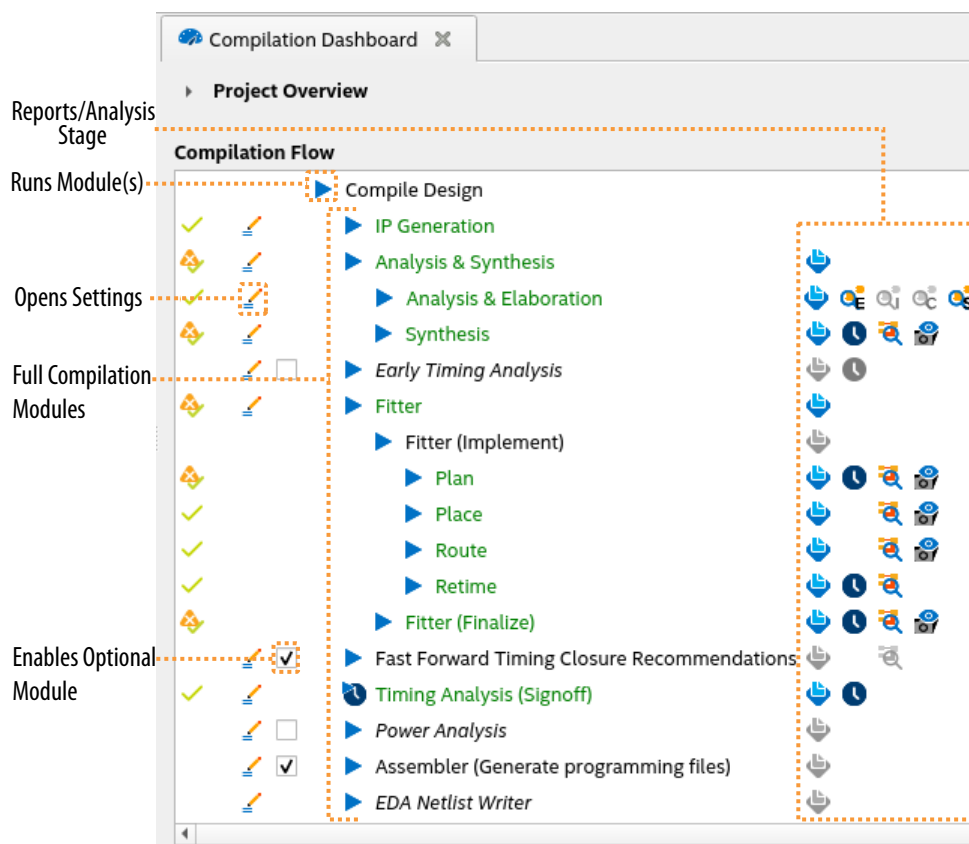 Compilation Dashboard
Project Overview
Reports/Analysis
Stage
Compilation Flow
Runs Module(s)
Compile Design
IP Generation
Analysis & Synthesis
Opens Settings
Analysis & Elaboration
Synthesis
Full Compilation
Modules
Early Timing Analysis
Fitter
Fitter (Implement)
Plan
Place
Route
Retime
Fitter (Finalize)
Enables Optional
Module
Fast Forward Timing Closure Recommendations
Timing Analysis (Signoff)
Power Analysis
Assembler (Generate programming files)
EDA Netlist Writer
E
I
C
S